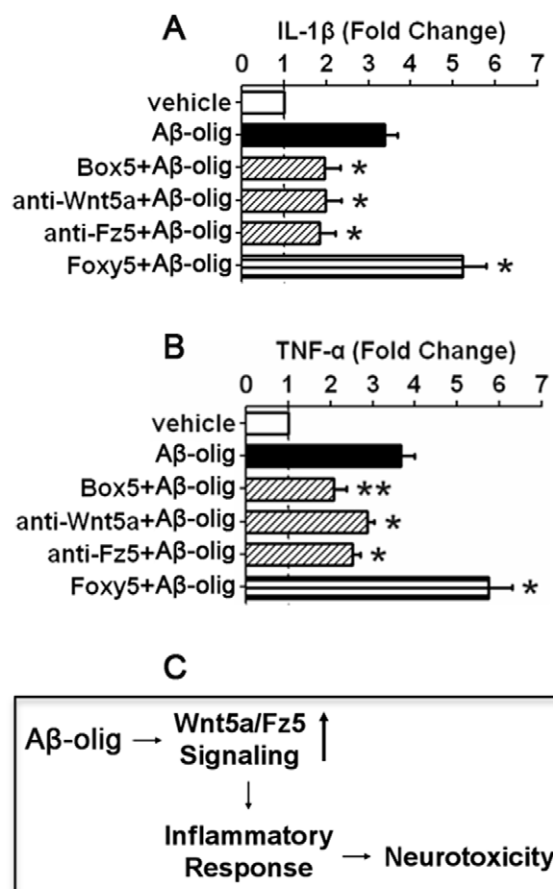 A
IL-1β (Fold Change)
0 1 2 3 4 5 6 7
vehicle
Aβ-olig
Box5+Aβ-olig *
anti-Wnt5a+Aβ-olig *
anti-Fz5+Aβ-olig *
Foxy5+Aβ-olig *
B
TNF-α (Fold Change)
0 1 2 3 4 5 6 7
vehicle
Aβ-olig
Box5+Aβ-olig **
anti-Wnt5a+Aβ-olig *
anti-Fz5+Aβ-olig *
Foxy5+Aβ-olig *
C
Aβ-olig → Wnt5a/Fz5 ↑
Signaling
↓
Inflammatory
Response → Neurotoxicity